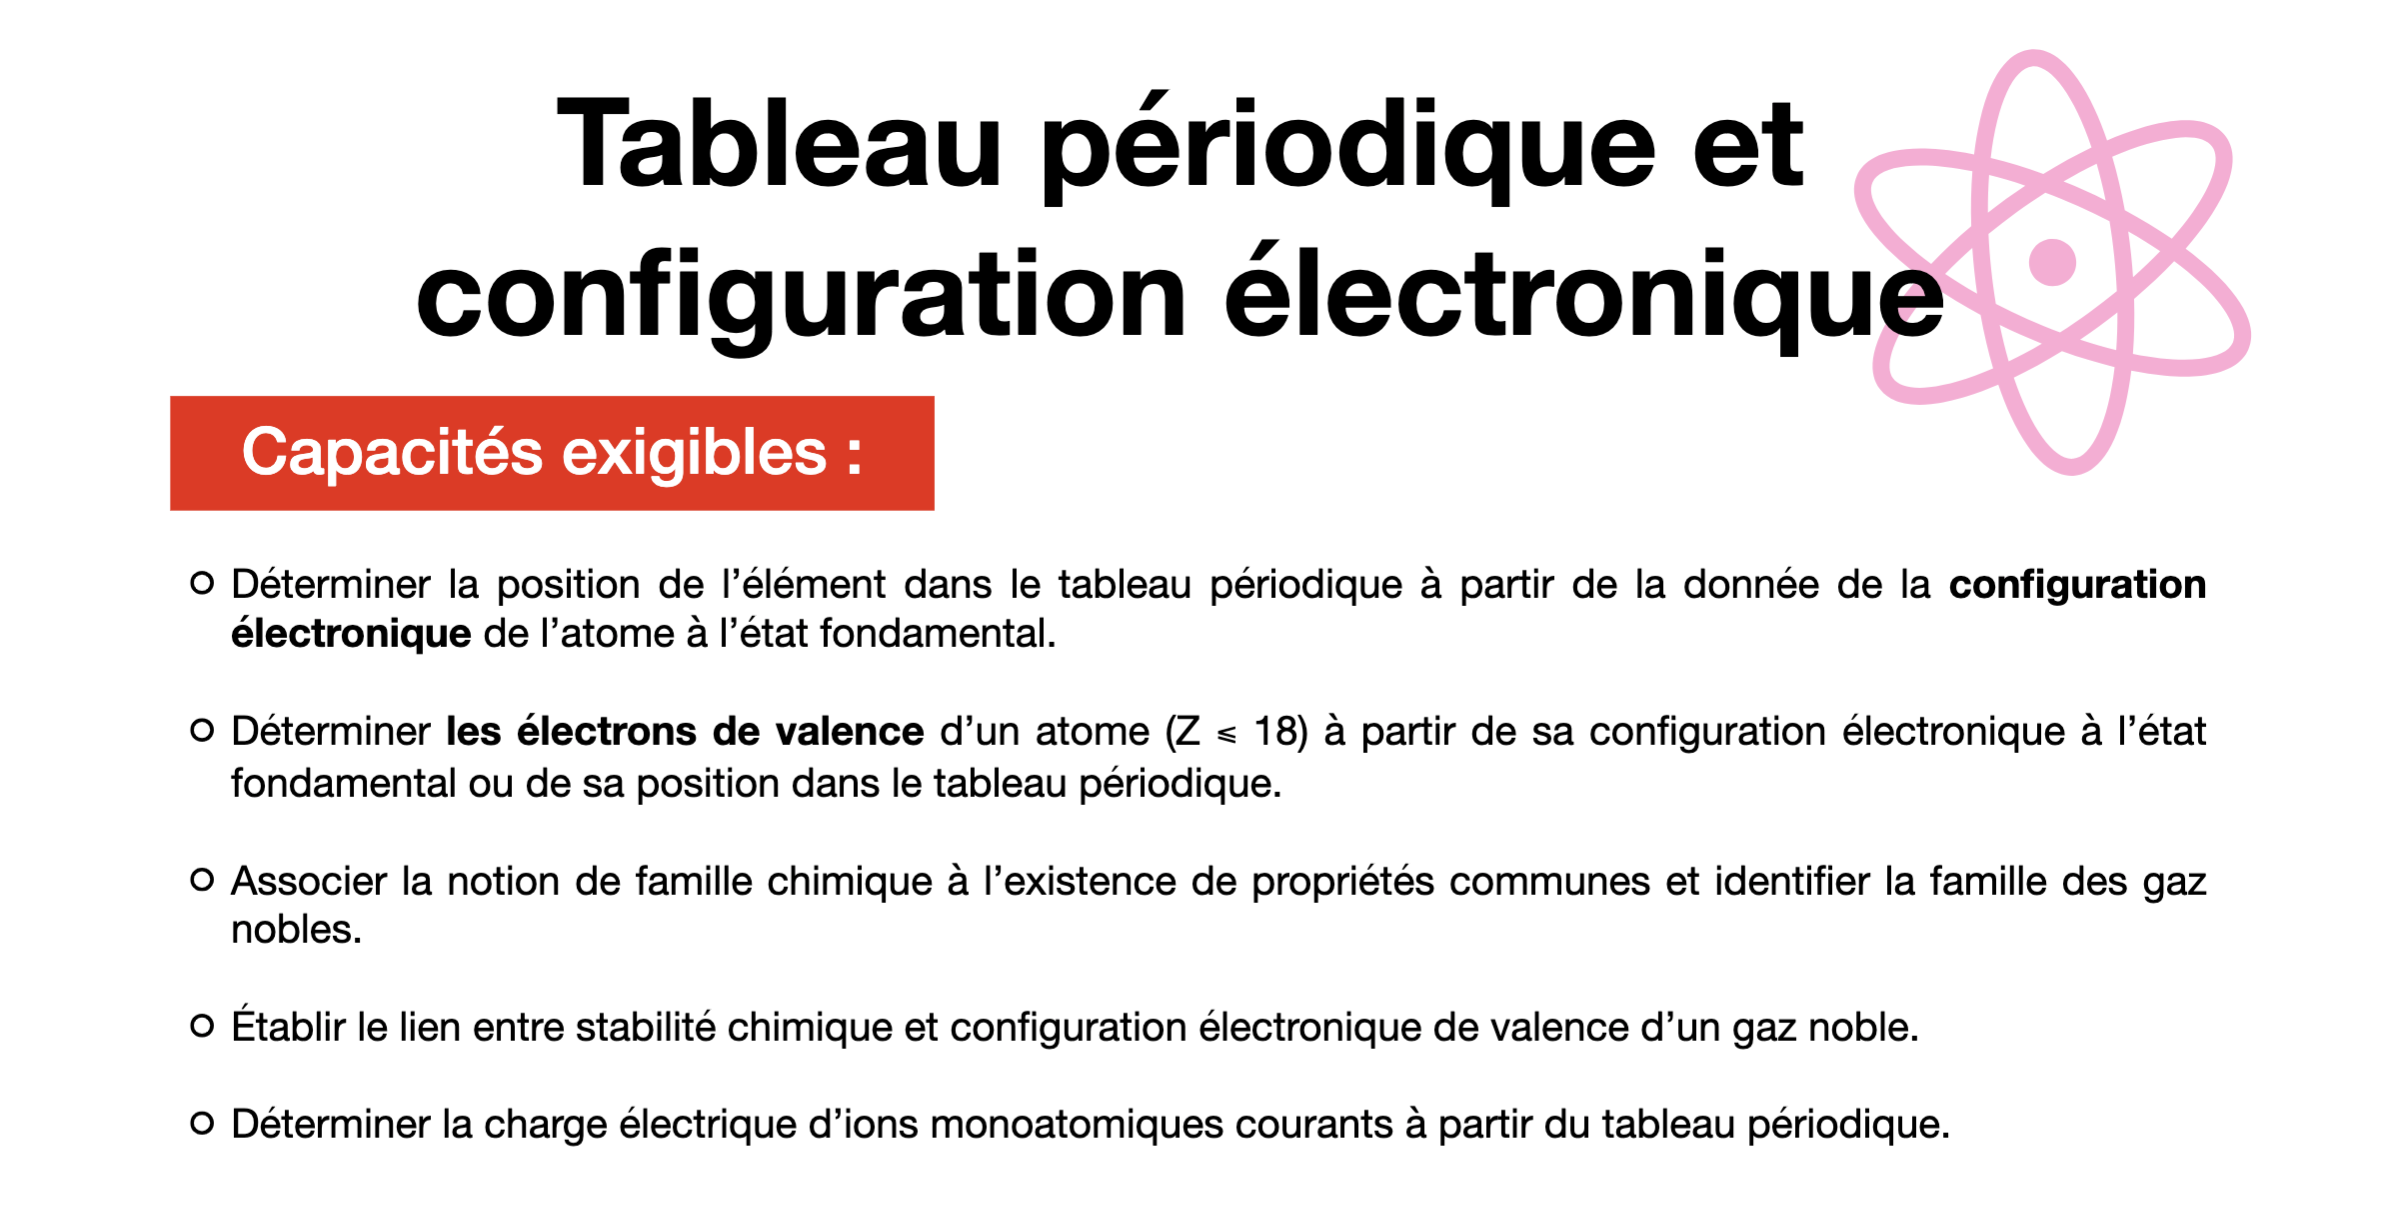 Tableau périodique et
configuration électronique
Capacités exigibles :
Déterminer la position de l’élément dans le tableau périodique à partir de la donnée de la configuration
électronique de l’atome à l’état fondamental.
Déterminer les électrons de valence d’un atome (Z ⩽ 18) à partir de sa configuration électronique à l’état
fondamental ou de sa position dans le tableau périodique.
Associer la notion de famille chimique à l’existence de propriétés communes et identifier la famille des gaz
nobles.
Établir le lien entre stabilité chimique et configuration électronique de valence d’un gaz noble.
Déterminer la charge électrique d’ions monoatomiques courants à partir du tableau périodique.